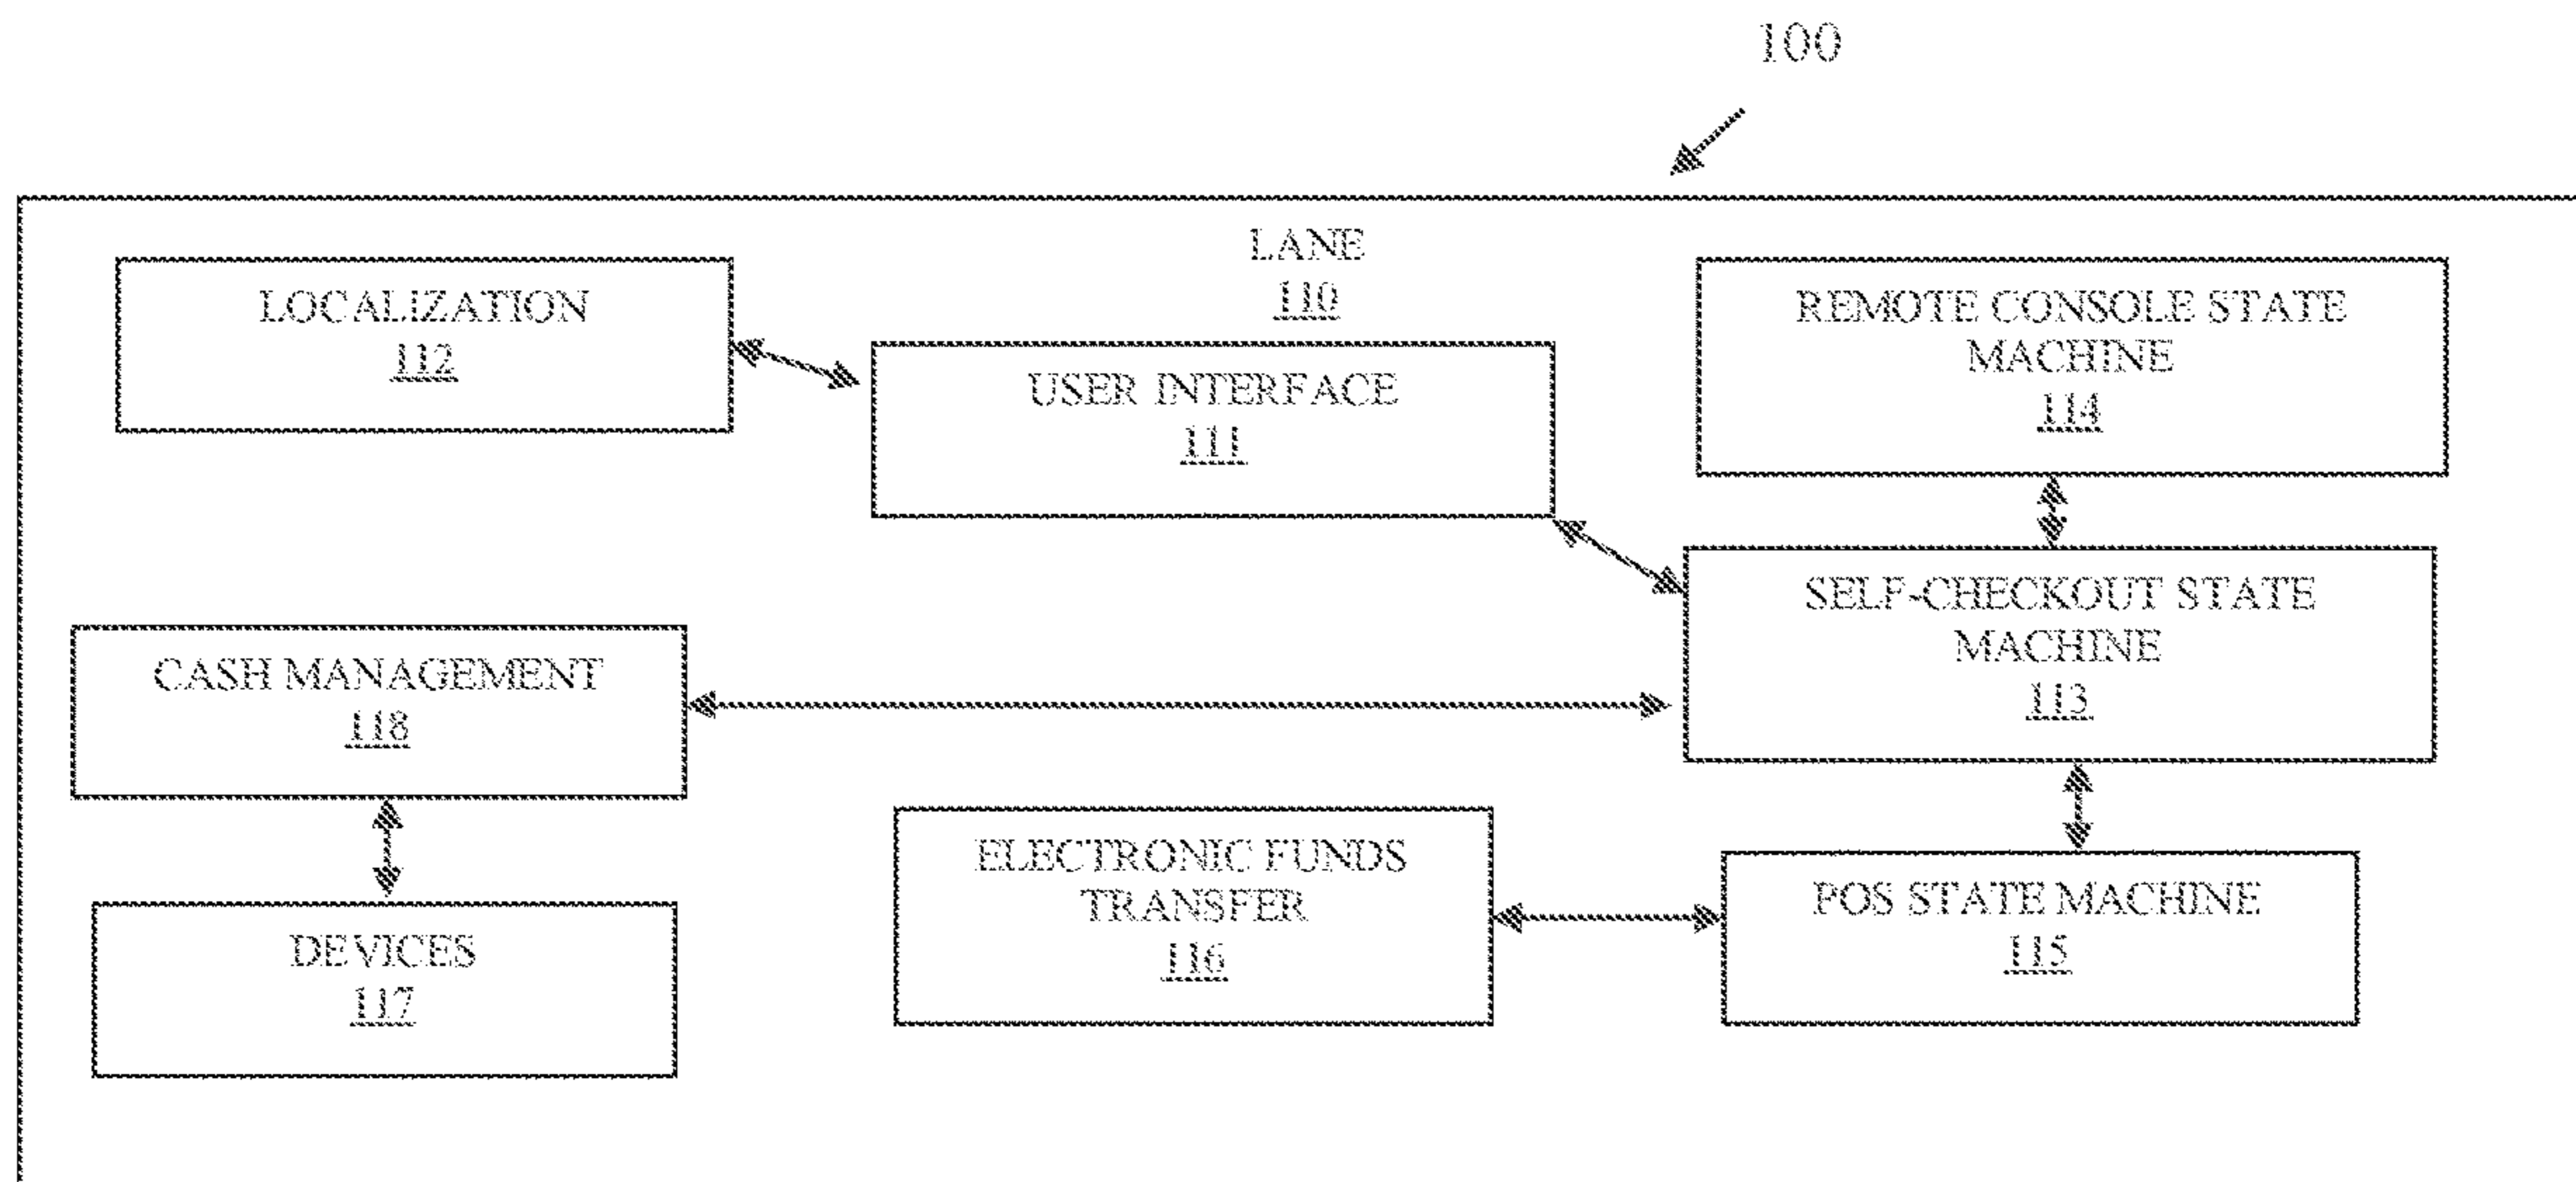 100
LANE
110
LOCALIZATION
112
USER INTERFACE
111
REMOTE CONSOLE STATE
MACHINE
114
SELF-CHECKOUT STATE
MACHINE
113
CASH MANAGEMENT
118
ELECTRONIC FUNDS
TRANSFER
116
POS STATE MACHINE
115
DEVICES
117